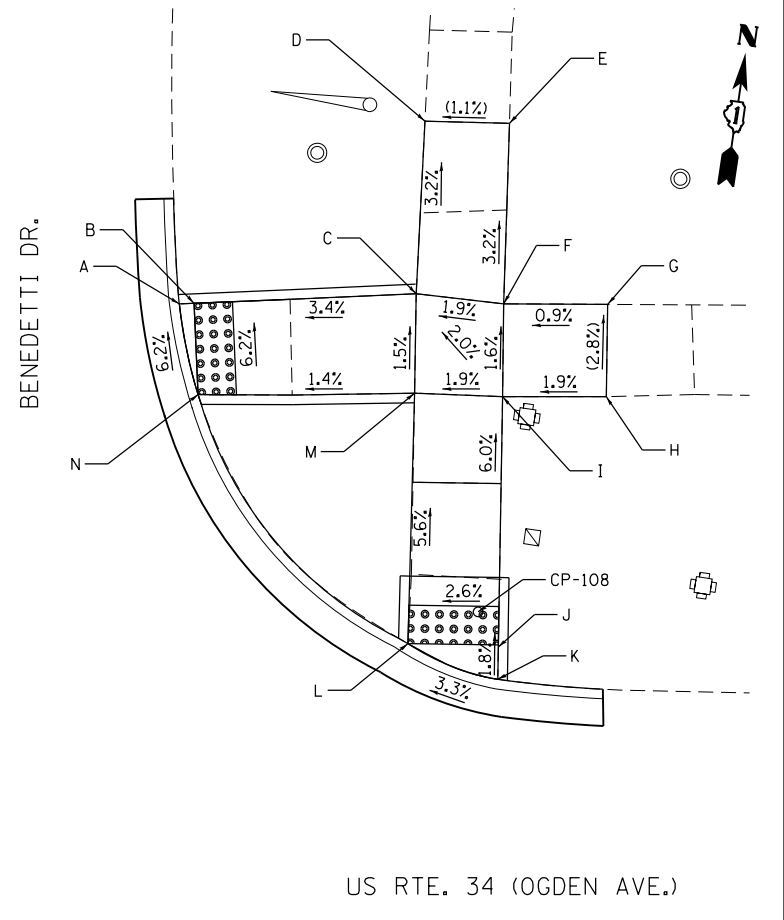 N
1
D
E
(1.1%)
3.2%
3.2%
BENEDETTI DR.
B
A
C
F
G
6.2%
6.2%
3.4%
1.9%
0.9%
1.5%
2.0%
1.6%
(2.8%)
1.4%
1.9%
1.9%
N
M
6.0%
I
H
5.6%
2.6%
CP-108
J
1.8%
K
L
3.3%
US RTE. 34 (OGDEN AVE.)